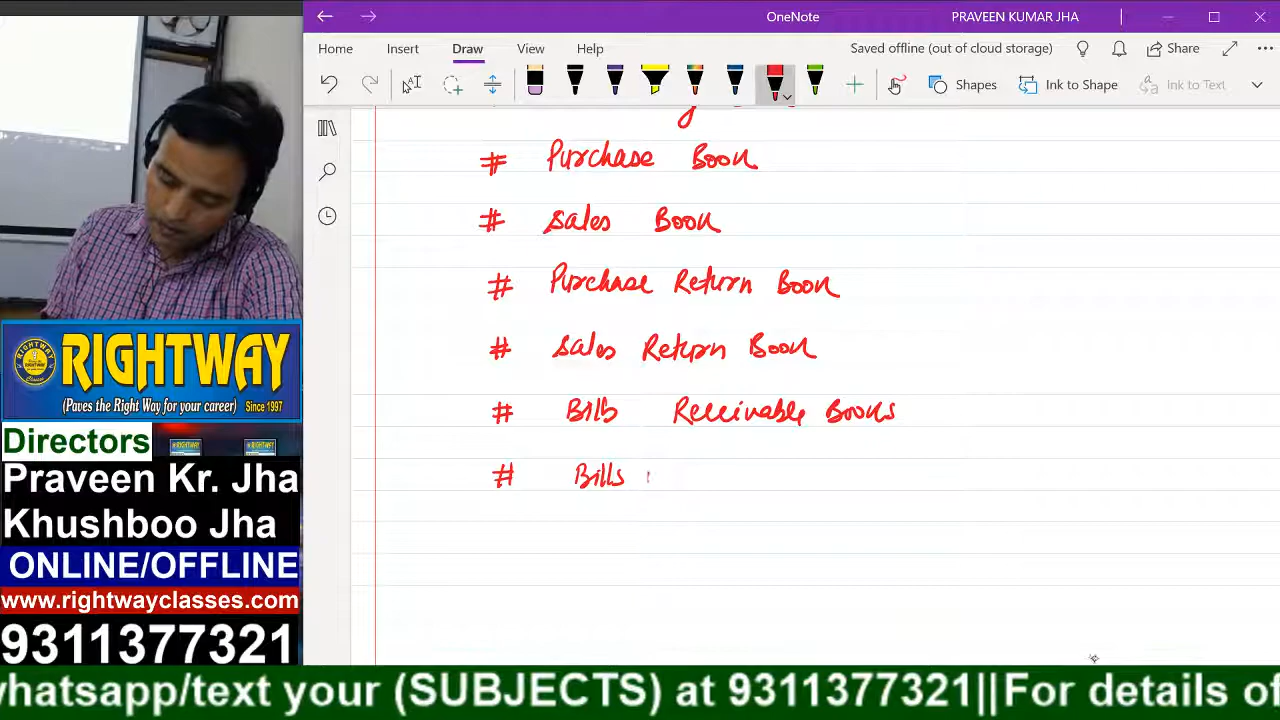 OneNote
PRAVEEN KUMAR JHA
Home Insert Draw View Help
Saved offline (out of cloud storage)
Share
Shapes
Ink to Shape
Ink to Text
# Purchase Book
# Sales Book
# Purchase Return Book
# Sales Return Book
# Bills Receivable Books
# Bills
RIGHTWAY
(Paves the Right Way for your career) Since 1997
Directors
Praveen Kr. Jha
Khushboo Jha
ONLINE/OFFLINE
www.rightwayclasses.com
9311377321
whatsapp/text your (SUBJECTS) at 9311377321||For details of